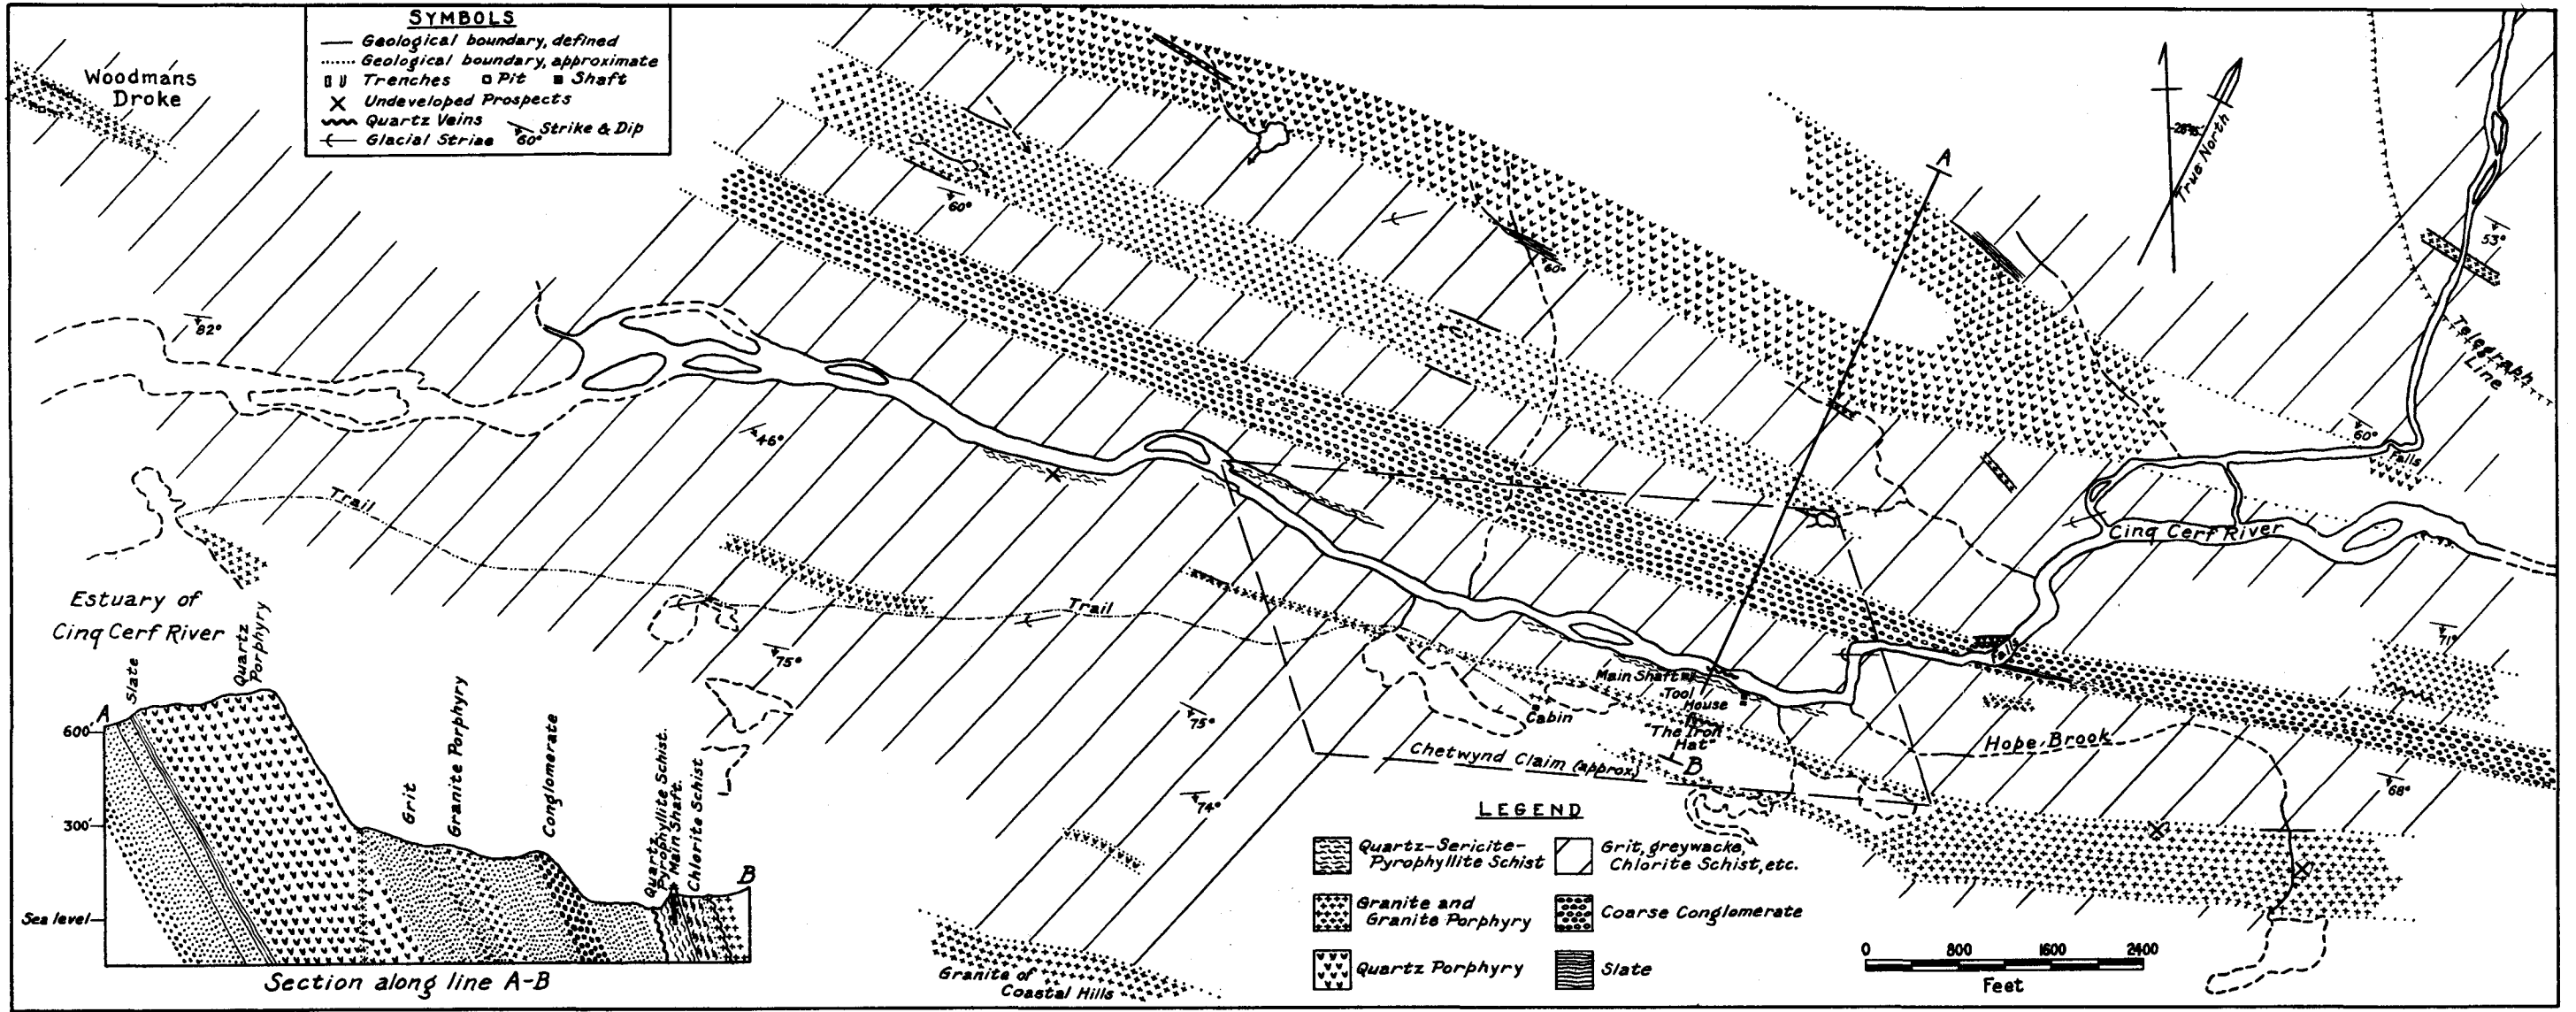 SYMBOLS
Geological boundary, defined
Geological boundary, approximate
Trenches Pit Shaft
Undeveloped Prospects
Quartz Veins
Strike & Dip
60°
Glacial Striae
Woodmans
Droke
A
True North
60°
53°
60°
82°
Telegraph
Line
46°
60°
Falls
Trail
Cinq Cerf River
Estuary of
Cinq Cerf River
Trail
75°
71°
Main Shaft
Tool
House
"The Iron
Hat"
Cabin
75°
Hope Brook
Chetwynd Claim (approx.)
B
74°
68°
Slate
Quartz
Porphyry
Grit
Granite Porphyry
Conglomerate
Quartz
Pyrophyllite Schist.
Main Shaft.
Chlorite Schist
A
B
600'
300'
Sea level
Section along line A-B
Granite of
Coastal Hills
LEGEND
Quartz-Sericite-
Pyrophyllite Schist
Grit, greywacke,
Chlorite Schist, etc.
Granite and
Granite Porphyry
Coarse Conglomerate
Quartz Porphyry
Slate
0 800 1600 2400
Feet